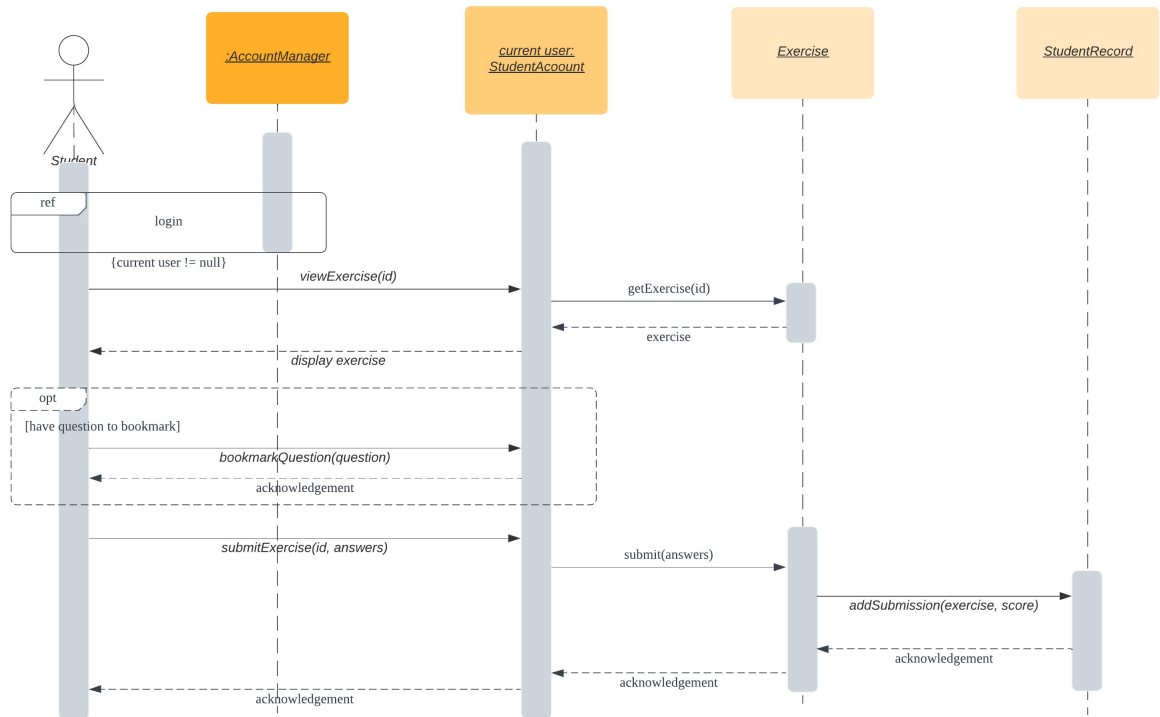 :AccountManager
current user:
StudentAcoount
Exercise
StudentRecord
Student
ref
login
{current user != null}
viewExercise(id)
getExercise(id)
exercise
display exercise
opt
[have question to bookmark]
bookmarkQuestion(question)
acknowledgement
submitExercise(id, answers)
submit(answers)
addSubmission(exercise, score)
acknowledgement
acknowledgement
acknowledgement